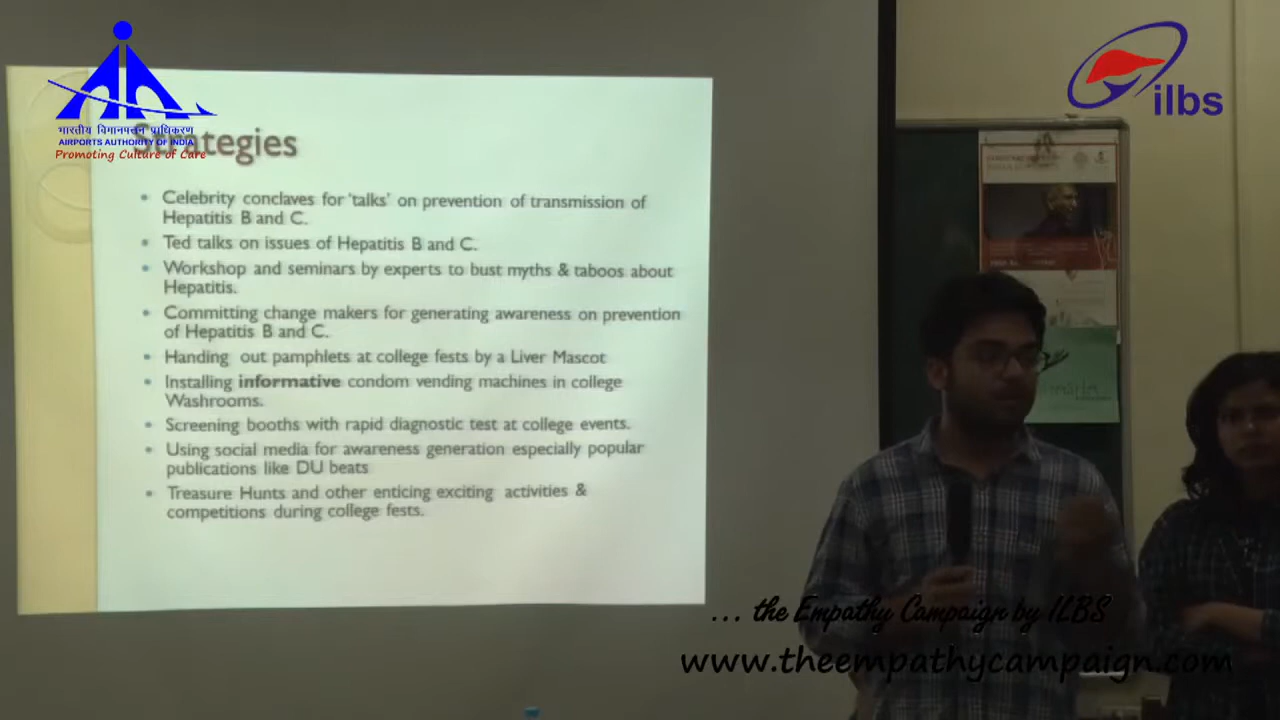 भारतीय विमानपत्तन प्राधिकरण
AIRPORTS AUTHORITY OF INDIA
Promoting Culture of Care
ilbs
Strategies
Celebrity conclaves for 'talks' on prevention of transmission of
Hepatitis B and C.
Ted talks on issues of Hepatitis B and C.
Workshop and seminars by experts to bust myths & taboos about
Hepatitis.
Committing change makers for generating awareness on prevention
of Hepatitis B and C.
Handing out pamphlets at college fests by a Liver Mascot
Installing informative condom vending machines in college
Washrooms.
Screening booths with rapid diagnostic test at college events.
Using social media for awareness generation especially popular
publications like DU beats
Treasure Hunts and other enticing exciting activities &
competitions during college fests.
... the Empathy Campaign by ILBS
www.theempathycampaign.com